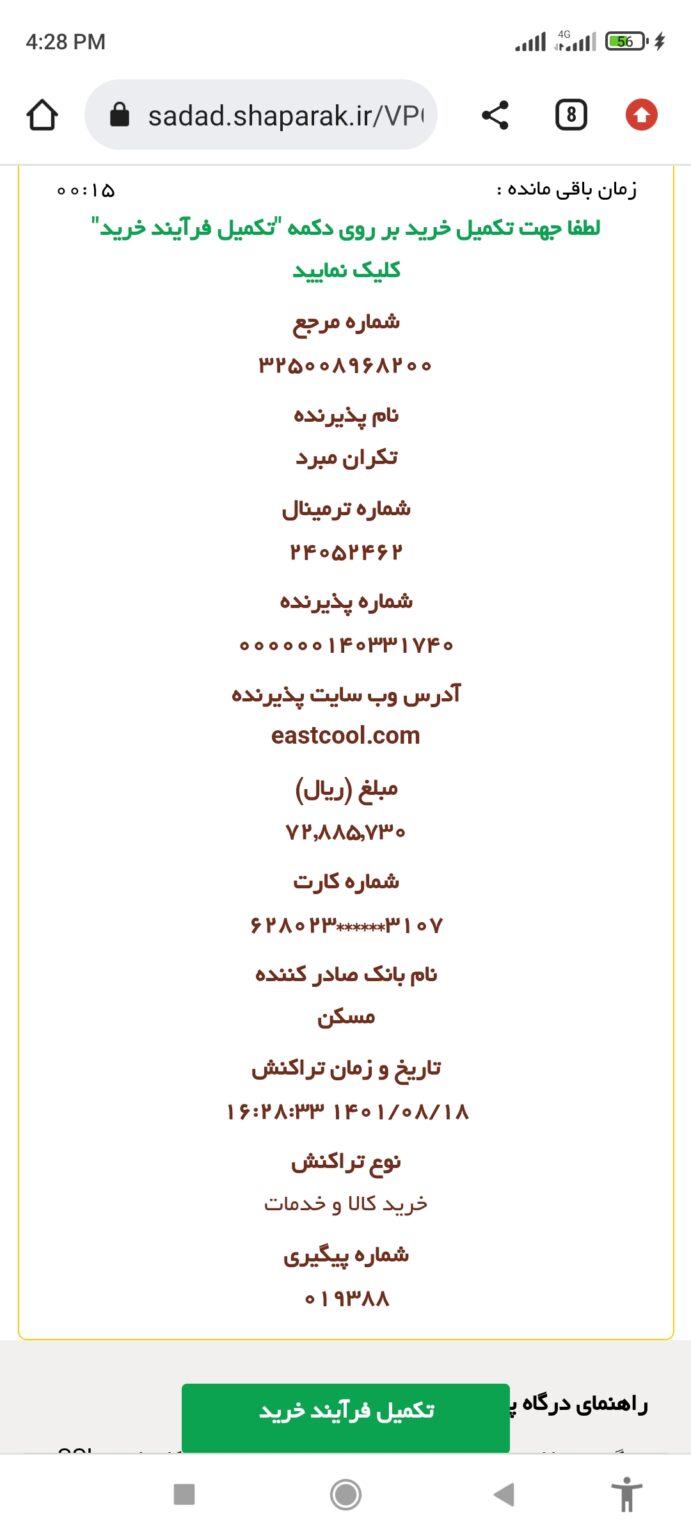 4:28 PM
4G
56
sadad.shaparak.ir/VP
8
زمان باقی مانده : ۰۰:۱۵
لطفا جهت تکمیل خرید بر روی دکمه "تکمیل فرآیند خرید"
کلیک نمایید
شماره مرجع
۳۲۵۰۰۸۹۶۸۲۰۰
نام پذیرنده
تکران مبرد
شماره ترمینال
۲۴۰۵۲۴۶۲
شماره پذیرنده
۰۰۰۰۰۰۱۴۰۳۳۱۷۴۰
آدرس وب سایت پذیرنده
eastcool.com
مبلغ (ریال)
۷۲,۸۸۵,۷۳۰
شماره کارت
۶۲۸۰۲۳******۳۱۰۷
نام بانک صادر کننده
مسکن
تاریخ و زمان تراکنش
۱۶:۲۸:۳۳ ۱۴۰۱/۰۸/۱۸
نوع تراکنش
خرید کالا و خدمات
شماره پیگیری
۰۱۹۳۸۸
راهنمای درگاه
تکمیل فرآیند خرید